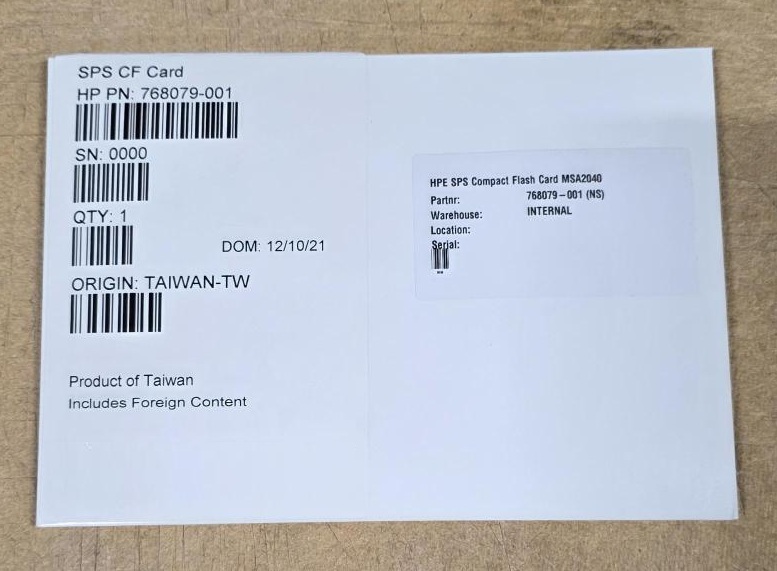 SPS CF Card
HP PN: 768079-001
SN: 0000
QTY: 1
DOM: 12/10/21
ORIGIN: TAIWAN-TW
Product of Taiwan
Includes Foreign Content
HPE SPS Compact Flash Card MSA2040
Partnr: 768079-001 (NS)
Warehouse: INTERNAL
Location:
Serial: